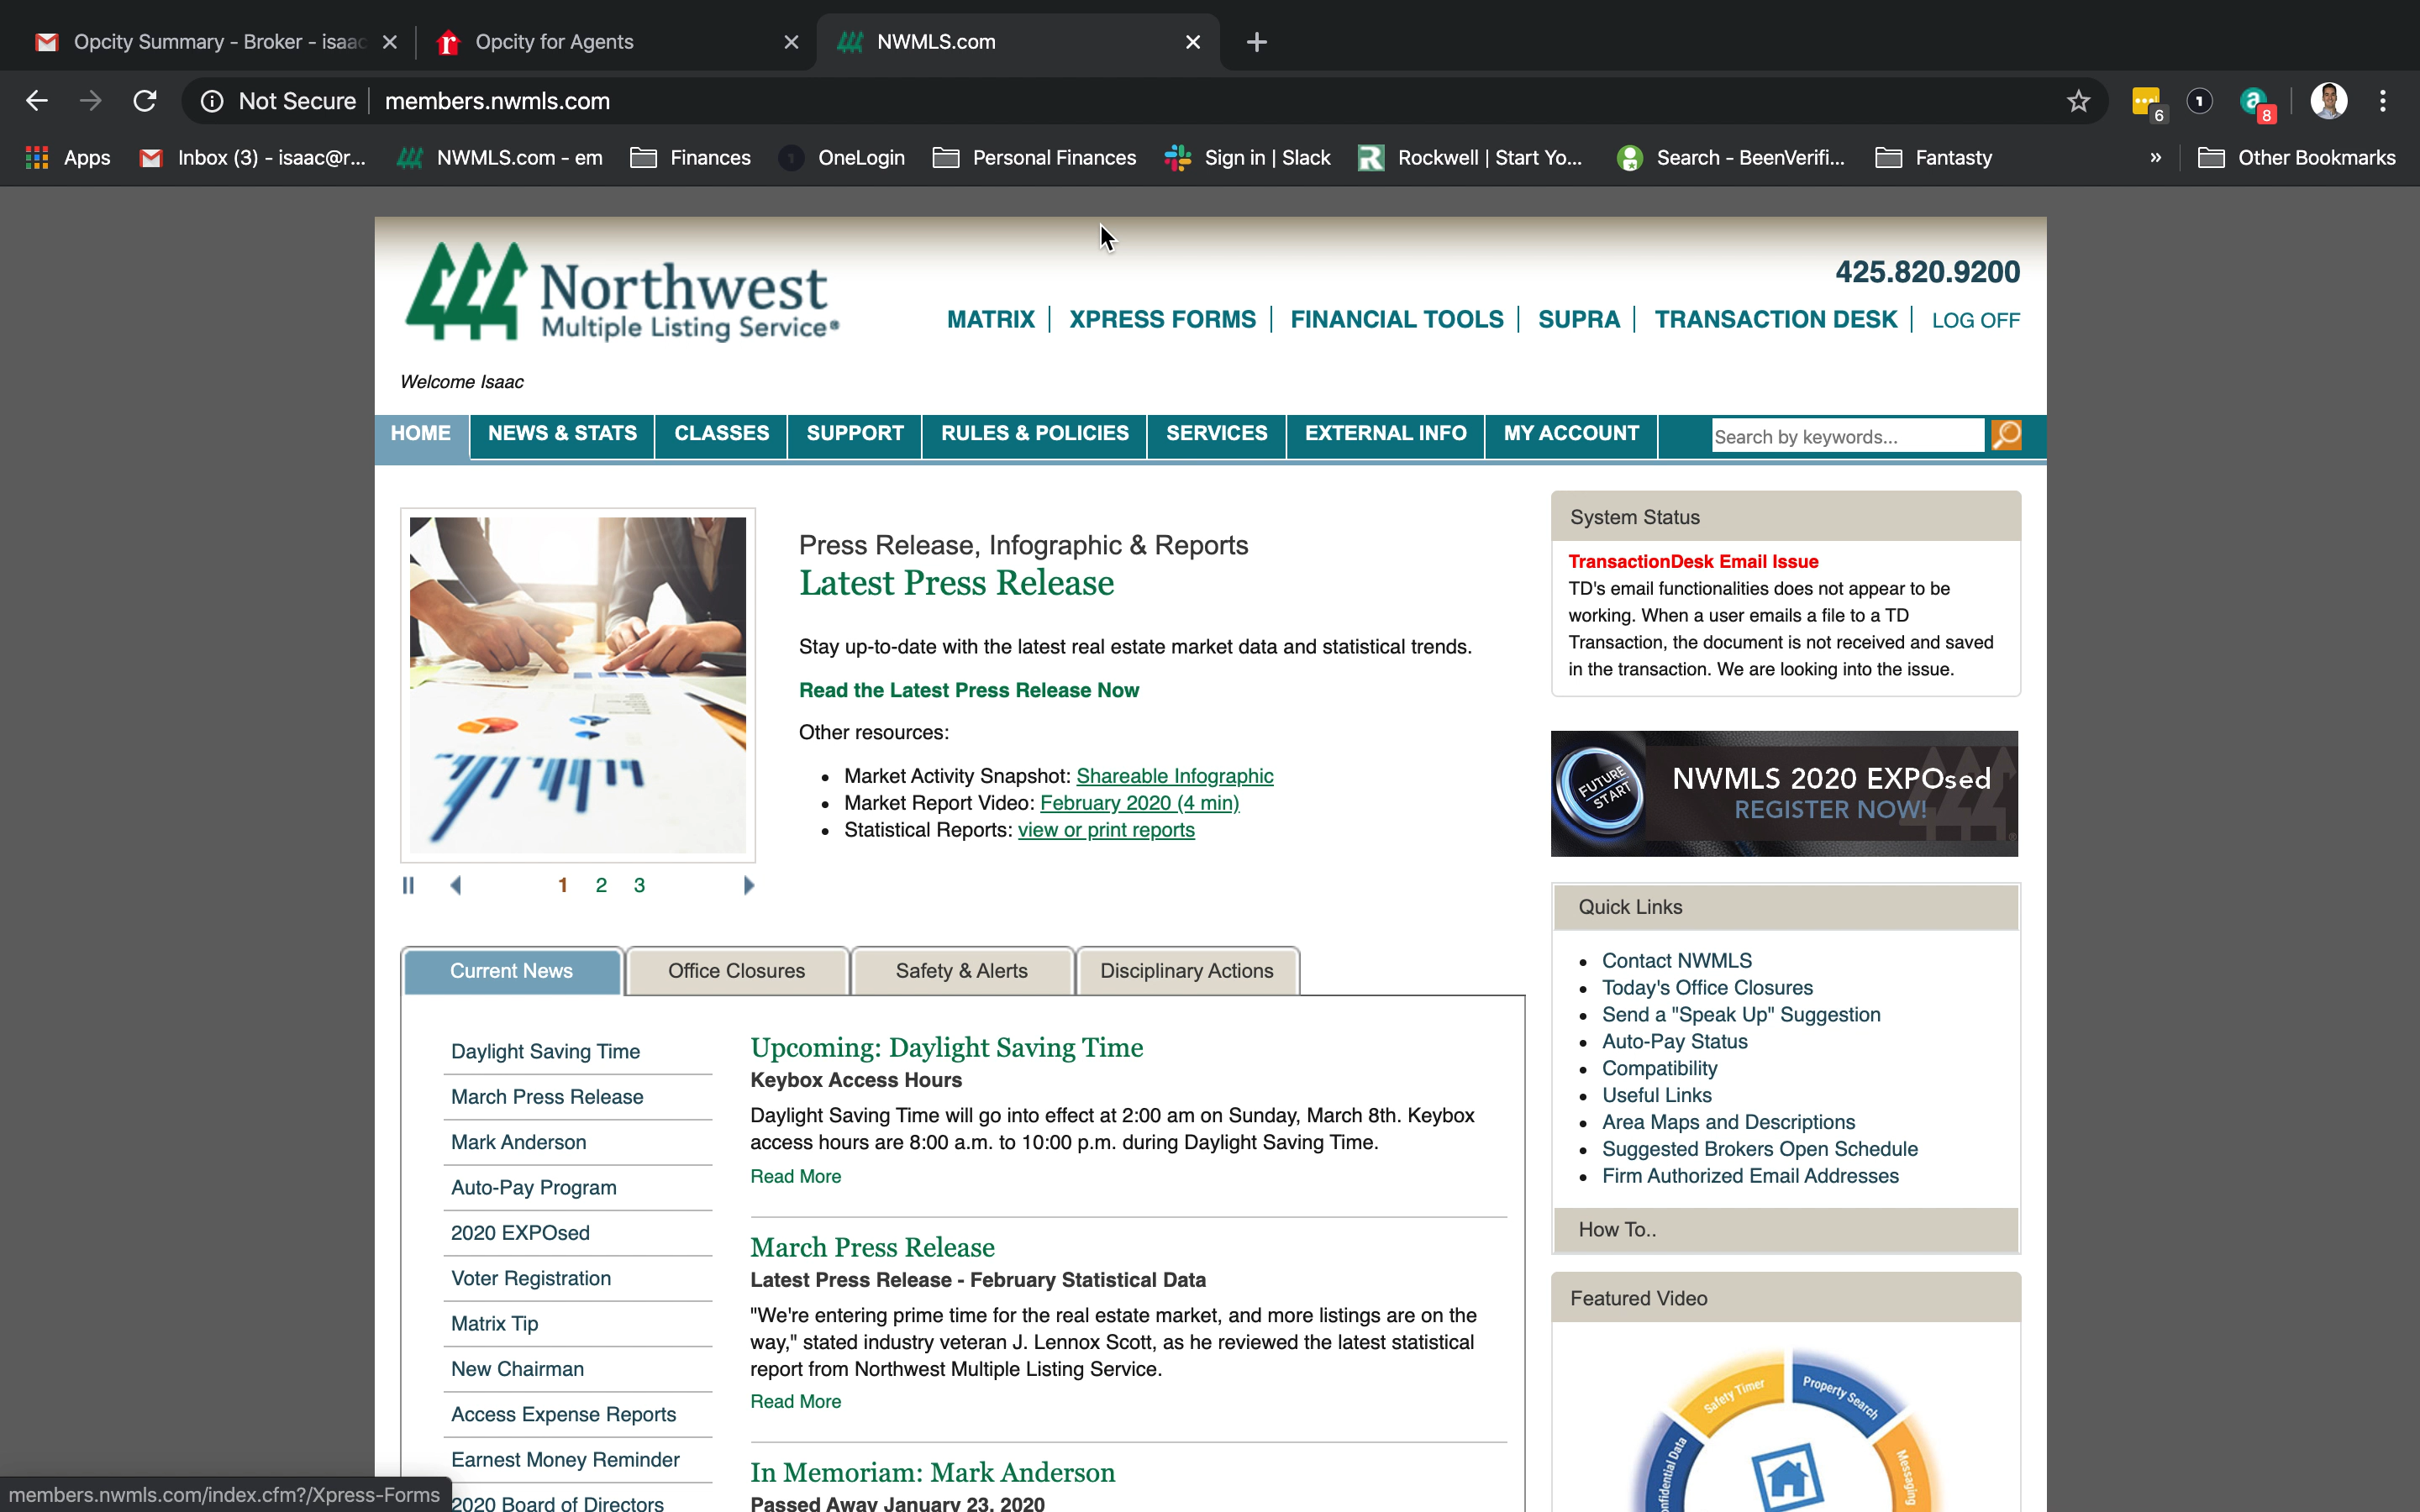 Opcity Summary - Broker - isaac
Opcity for Agents
NWMLS.com
Not Secure
members.nwmls.com
6
1
a
8
Apps
Inbox (3) - isaac@r...
NWMLS.com - em
Finances
OneLogin
Personal Finances
Sign in | Slack
Rockwell | Start Yo...
Search - BeenVerifi...
Fantasty
»
Other Bookmarks
Northwest
Multiple Listing Service®
425.820.9200
MATRIX
XPRESS FORMS
FINANCIAL TOOLS
SUPRA
TRANSACTION DESK
LOG OFF
Welcome Isaac
HOME
NEWS & STATS
CLASSES
SUPPORT
RULES & POLICIES
SERVICES
EXTERNAL INFO
MY ACCOUNT
Search by keywords...
Press Release, Infographic & Reports
Latest Press Release
Stay up-to-date with the latest real estate market data and statistical trends.
Read the Latest Press Release Now
Other resources:
Market Activity Snapshot: Shareable Infographic
Market Report Video: February 2020 (4 min)
Statistical Reports: view or print reports
1 2 3
System Status
TransactionDesk Email Issue
TD's email functionalities does not appear to be
working. When a user emails a file to a TD
Transaction, the document is not received and saved
in the transaction. We are looking into the issue.
FUTURE
START
NWMLS 2020 EXPOsed
REGISTER NOW!
Quick Links
Contact NWMLS
Today's Office Closures
Send a "Speak Up" Suggestion
Auto-Pay Status
Compatibility
Useful Links
Area Maps and Descriptions
Suggested Brokers Open Schedule
Firm Authorized Email Addresses
How To..
Featured Video
Safety Timer
Property Search
Messaging
nfidential Data
Current News
Office Closures
Safety & Alerts
Disciplinary Actions
Daylight Saving Time
March Press Release
Mark Anderson
Auto-Pay Program
2020 EXPOsed
Voter Registration
Matrix Tip
New Chairman
Access Expense Reports
Earnest Money Reminder
2020 Board of Directors
Upcoming: Daylight Saving Time
Keybox Access Hours
Daylight Saving Time will go into effect at 2:00 am on Sunday, March 8th. Keybox
access hours are 8:00 a.m. to 10:00 p.m. during Daylight Saving Time.
Read More
March Press Release
Latest Press Release - February Statistical Data
"We're entering prime time for the real estate market, and more listings are on the
way," stated industry veteran J. Lennox Scott, as he reviewed the latest statistical
report from Northwest Multiple Listing Service.
Read More
In Memoriam: Mark Anderson
Passed Away January 23, 2020
members.nwmls.com/index.cfm?/Xpress-Forms